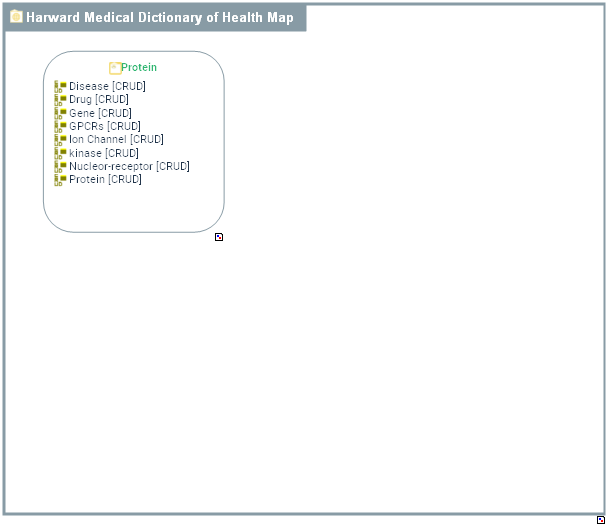 Harward Medical Dictionary of Health Map
Protein
Disease [CRUD]
Drug [CRUD]
Gene [CRUD]
GPCRs [CRUD]
Ion Channel [CRUD]
kinase [CRUD]
Nucleor-receptor [CRUD]
Protein [CRUD]